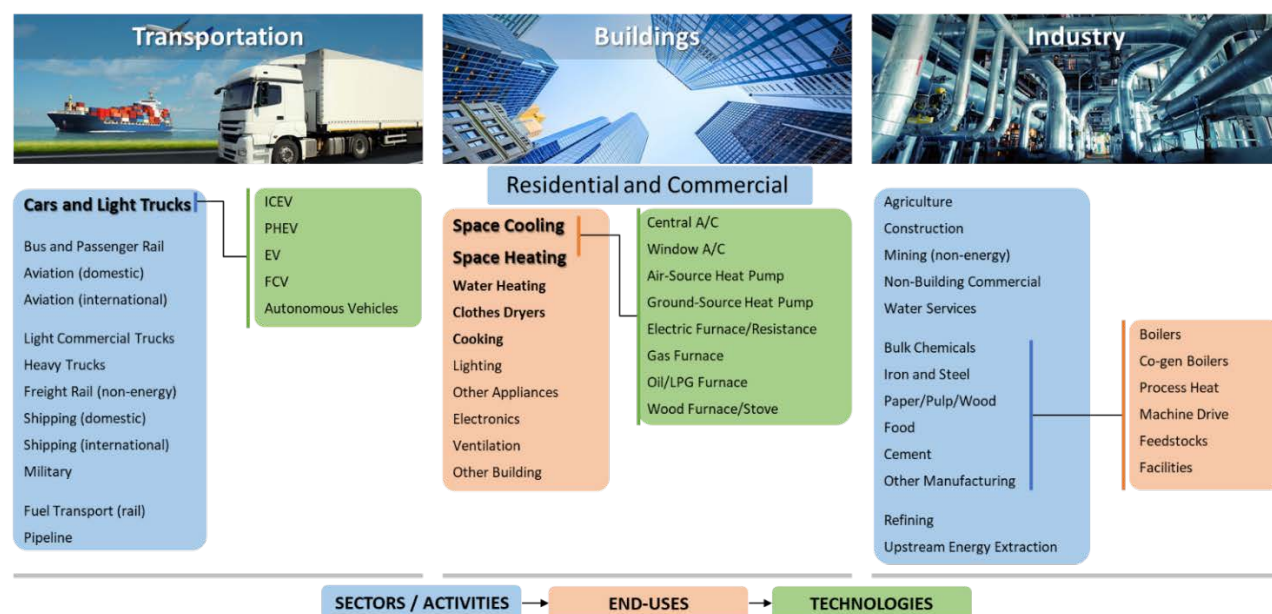 Transportation
Cars and Light Trucks
Bus and Passenger Rail
Aviation (domestic)
Aviation (international)
Light Commercial Trucks
Heavy Trucks
Freight Rail (non-energy)
Shipping (domestic)
Shipping (international)
Military
Fuel Transport (rail)
Pipeline
ICEV
PHEV
EV
FCV
Autonomous Vehicles
Buildings
Residential and Commercial
Space Cooling
Space Heating
Water Heating
Clothes Dryers
Cooking
Lighting
Other Appliances
Electronics
Ventilation
Other Building
Central A/C
Window A/C
Air-Source Heat Pump
Ground-Source Heat Pump
Electric Furnace/Resistance
Gas Furnace
Oil/LPG Furnace
Wood Furnace/Stove
Industry
Agriculture
Construction
Mining (non-energy)
Non-Building Commercial
Water Services
Bulk Chemicals
Iron and Steel
Paper/Pulp/Wood
Food
Cement
Other Manufacturing
Refining
Upstream Energy Extraction
Boilers
Co-gen Boilers
Process Heat
Machine Drive
Feedstocks
Facilities
SECTORS / ACTIVITIES
END-USES
TECHNOLOGIES